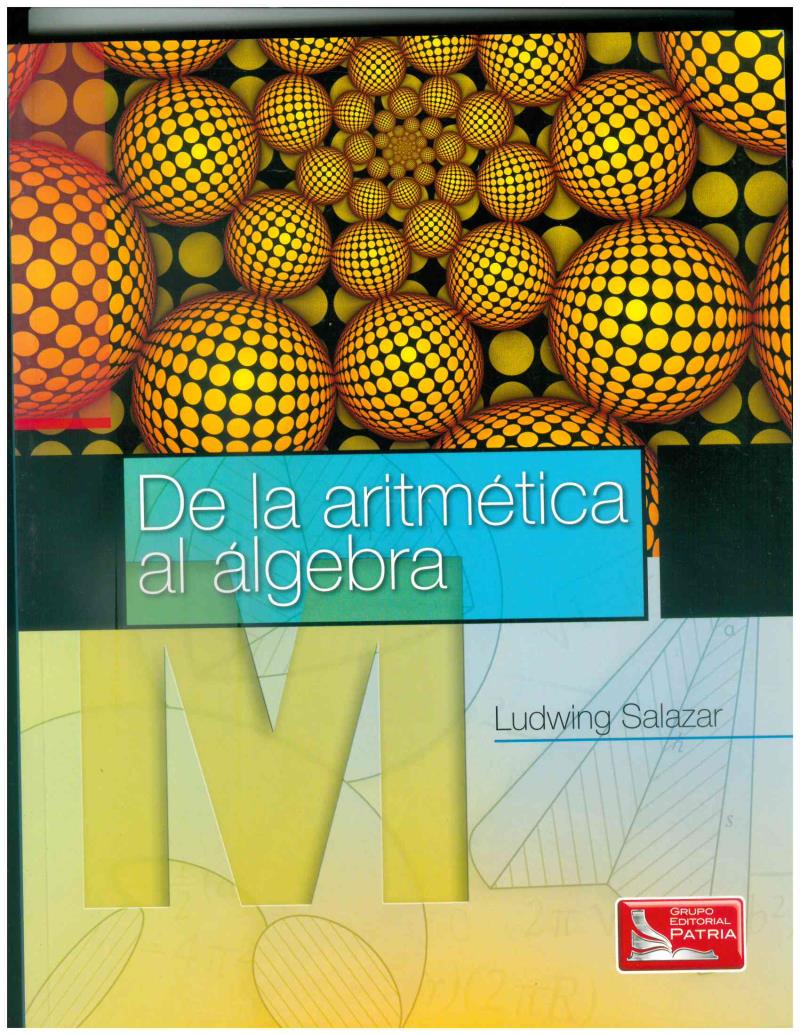 De la aritmética
al álgebra
M
Ludwing Salazar
a
h
s
GRUPO
EDITORIAL
PATRIA